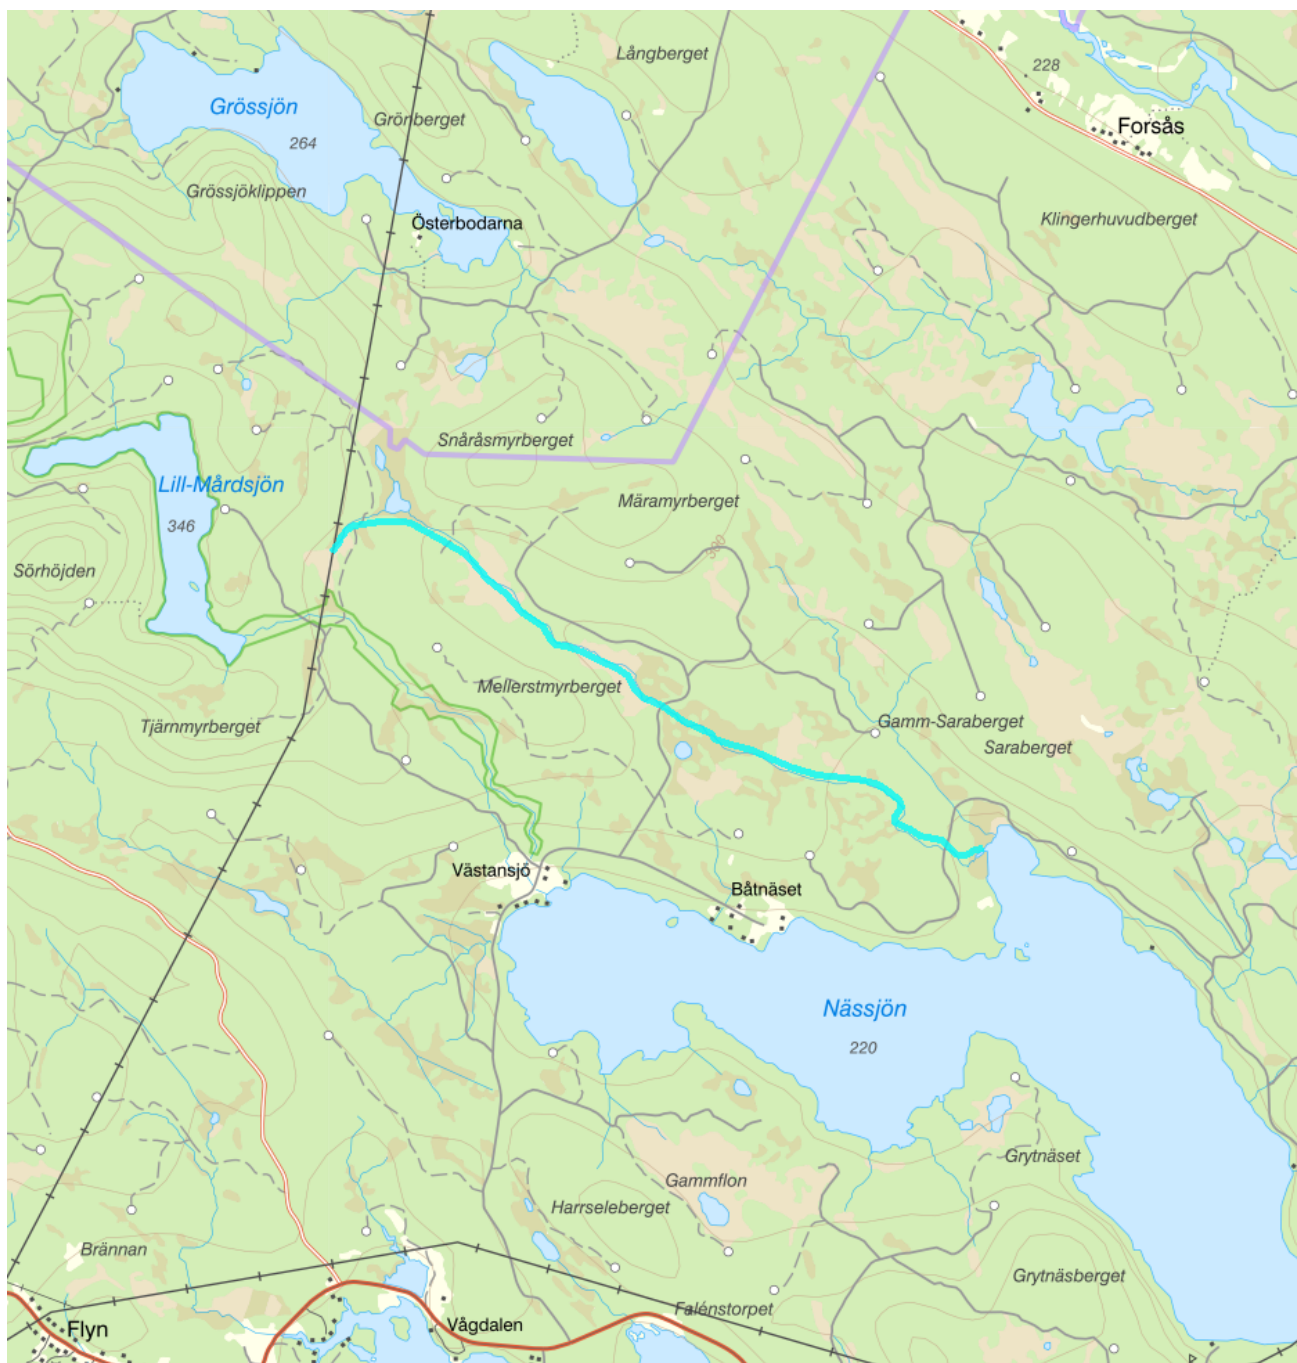 Långberget
228
Grössjön
Grönberget
Forsås
264
Grössjöklippen
Österbodarna
Klingerhuvudberget
Snåråsmyrberget
Lill-Mårdsjön
Märamyrberget
346
300
Sörhöjden
Mellerstmyrberget
Tjärnmyrberget
Gamm-Saraberget
Saraberget
Västansjö
Båtnäset
Nässjön
220
Grytnäset
Gammflon
Harrseleberget
Brännan
Grytnäsberget
Falénstorpet
Flyn
Vågdalen